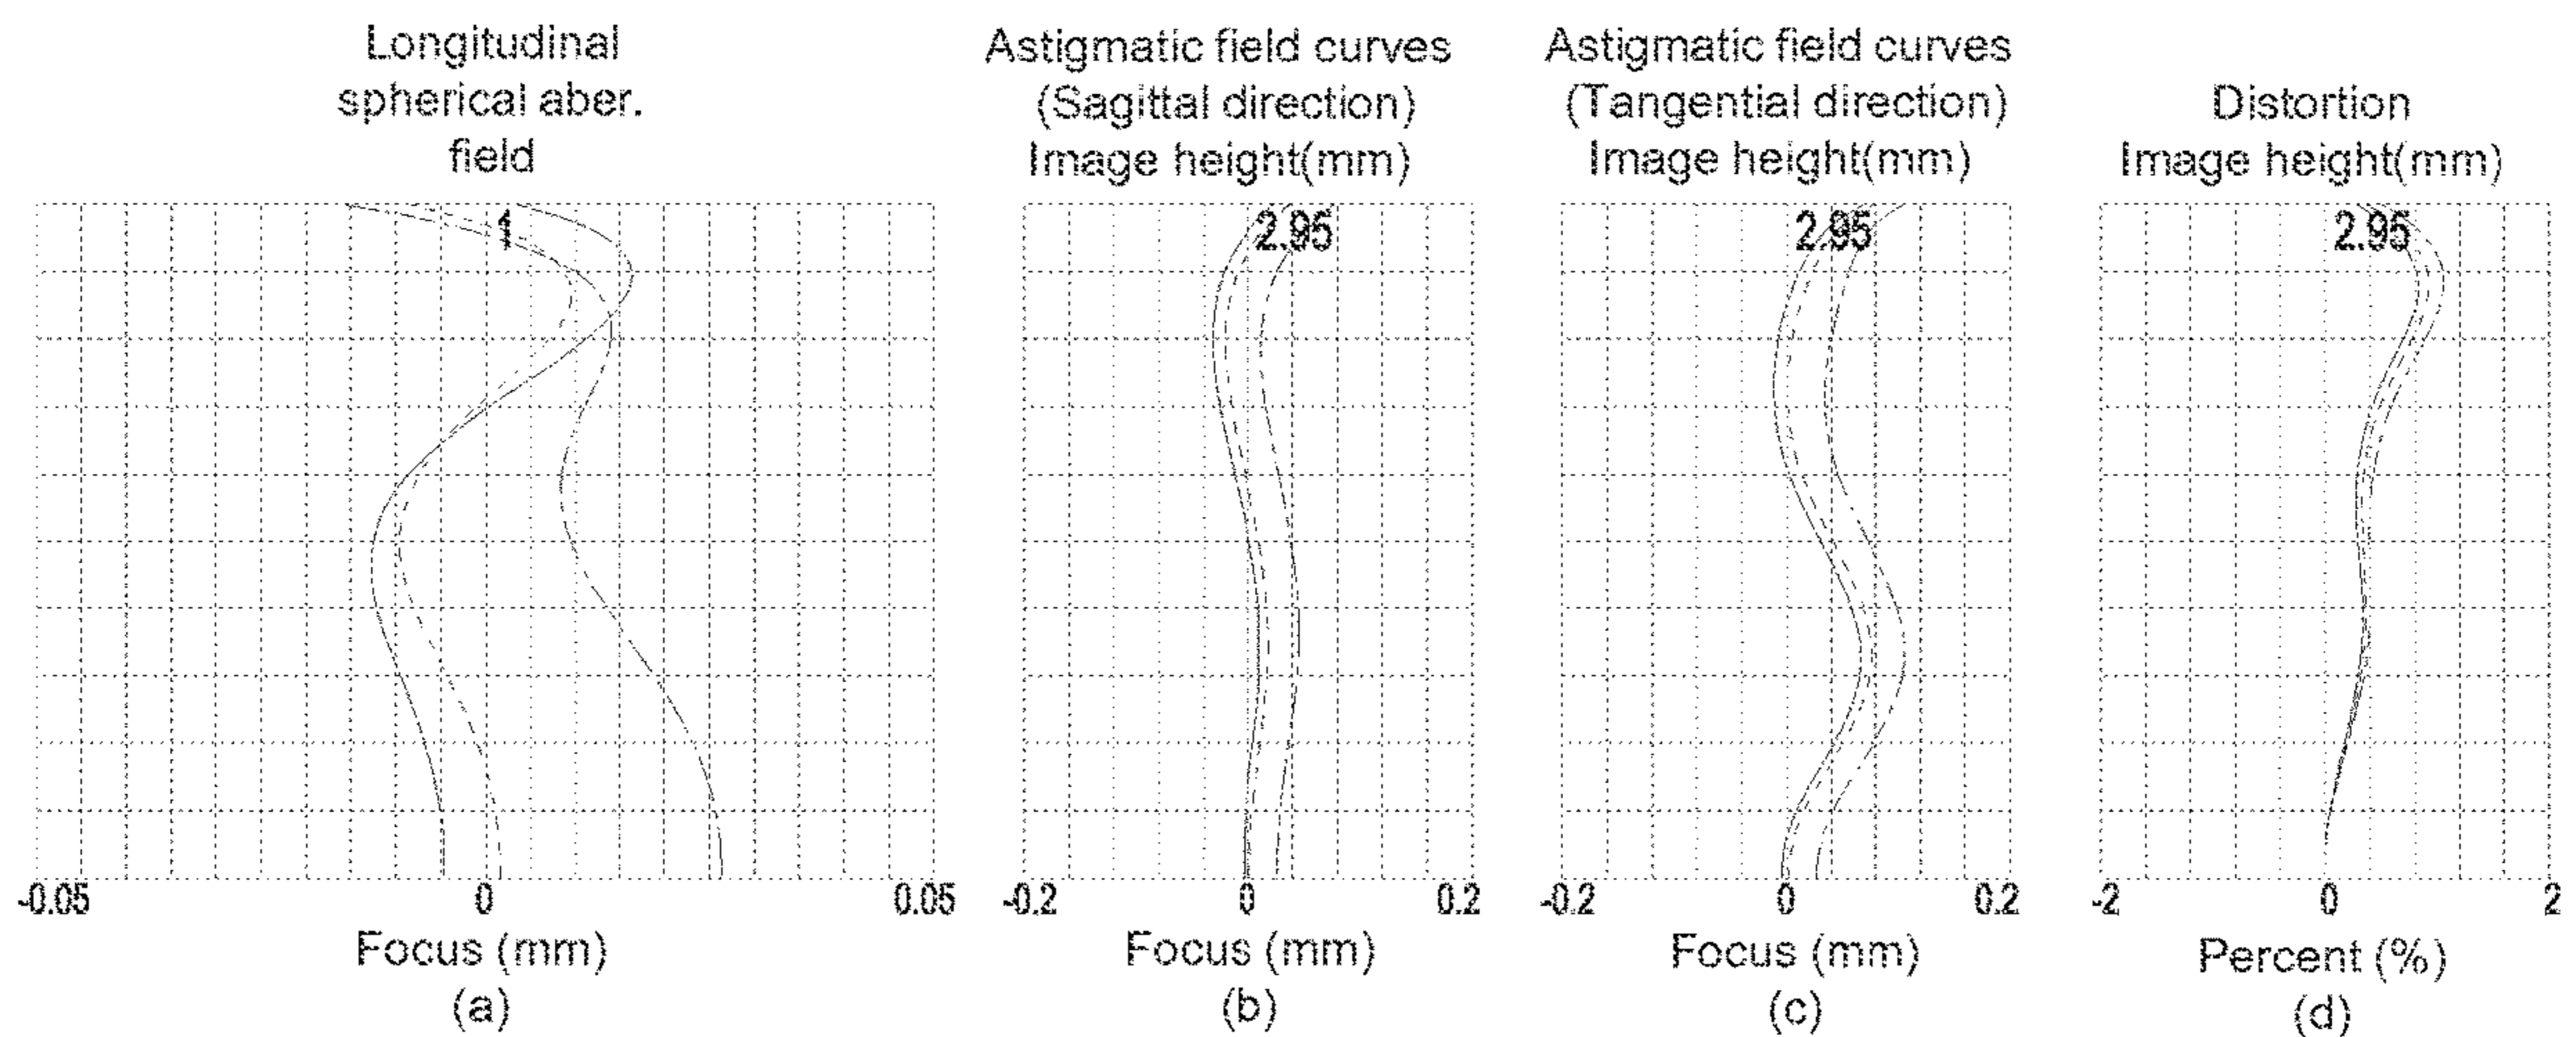 Longitudinal
spherical aber.
field
1
-0.05 0 0.05
Focus (mm)
(a)
Astigmatic field curves
(Sagittal direction)
Image height(mm)
2.95
-0.2 0 0.2
Focus (mm)
(b)
Astigmatic field curves
(Tangential direction)
Image height(mm)
2.95
-0.2 0 0.2
Focus (mm)
(c)
Distortion
Image height(mm)
2.95
-2 0 2
Percent (%)
(d)